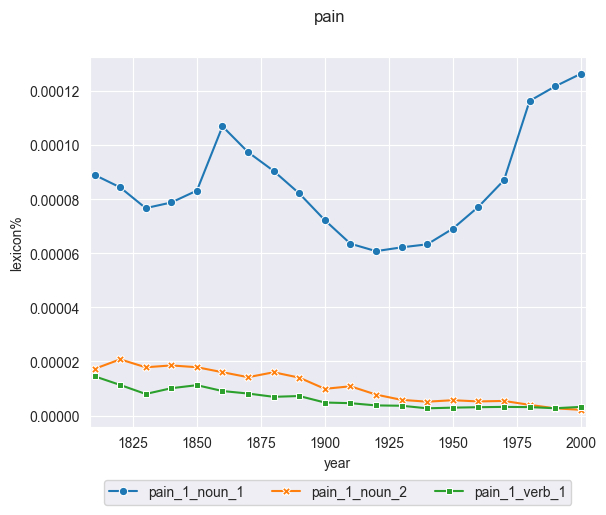 pain
0.00012
0.00010
0.00008
0.00006
0.00004
0.00002
0.00000
lexicon%
1825 1850 1875 1900 1925 1950 1975 2000
year
pain_1_noun_1 pain_1_noun_2 pain_1_verb_1